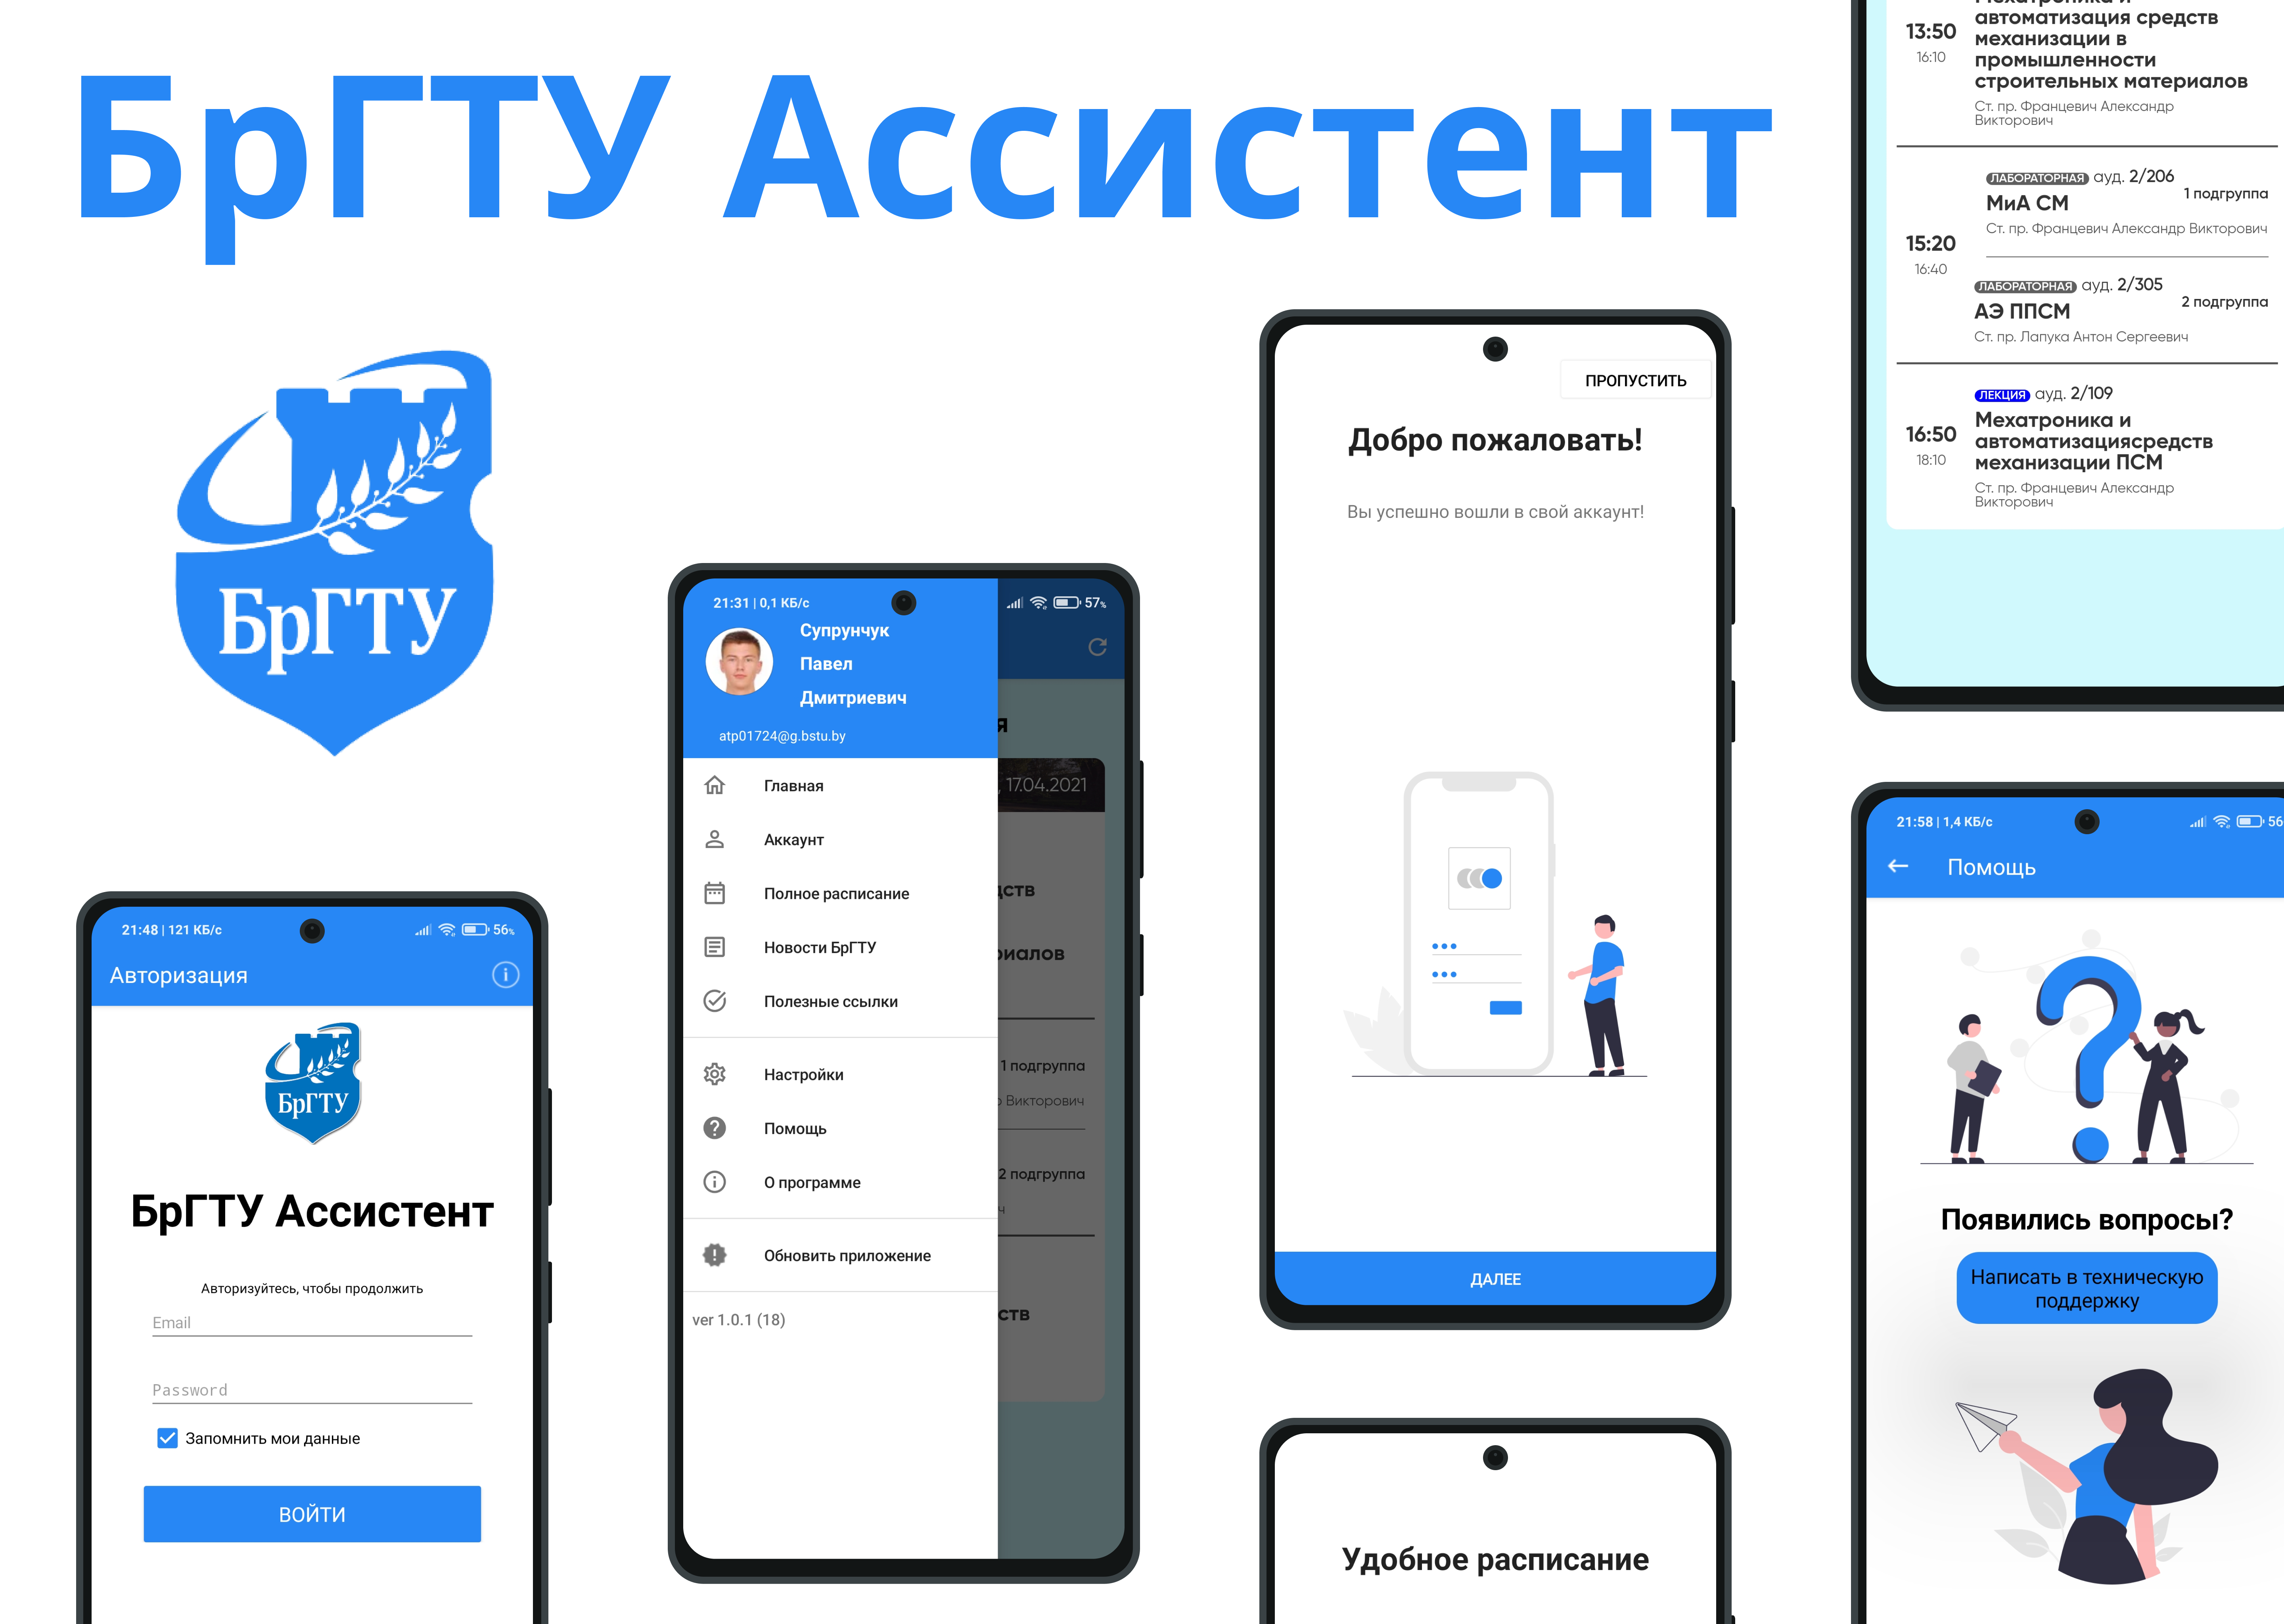 БрГТУ Ассистент
БрГТУ
21:48 | 121 КБ/с
56%
Авторизация
БрГТУ
БрГТУ Ассистент
Авторизуйтесь, чтобы продолжить
Email
Password
Запомнить мои данные
ВОЙТИ
21:31 | 0,1 КБ/с
57%
Супрунчук
Павел
Дмитриевич
atp01724@g.bstu.by
Главная
Аккаунт
Полное расписание
Новости БрГТУ
Полезные ссылки
Настройки
Помощь
О программе
Обновить приложение
ver 1.0.1 (18)
17.04.2021
1 подгруппа
Викторович
2 подгруппа
ПРОПУСТИТЬ
Добро пожаловать!
Вы успешно вошли в свой аккаунт!
ДАЛЕЕ
Удобное расписание
13:50
16:10
Мехатроника и
автоматизация средств
механизации в
промышленности
строительных материалов
Ст. пр. Францевич Александр
Викторович
15:20
16:40
ЛАБОРАТОРНАЯ ауд. 2/206
1 подгруппа
МиА СМ
Ст. пр. Францевич Александр Викторович
ЛАБОРАТОРНАЯ ауд. 2/305
2 подгруппа
АЭ ППСМ
Ст. пр. Лапука Антон Сергеевич
16:50
18:10
ЛЕКЦИЯ ауд. 2/109
Мехатроника и
автоматизациясредств
механизации ПСМ
Ст. пр. Францевич Александр
Викторович
21:58 | 1,4 КБ/с
56
Помощь
Появились вопросы?
Написать в техническую
поддержку